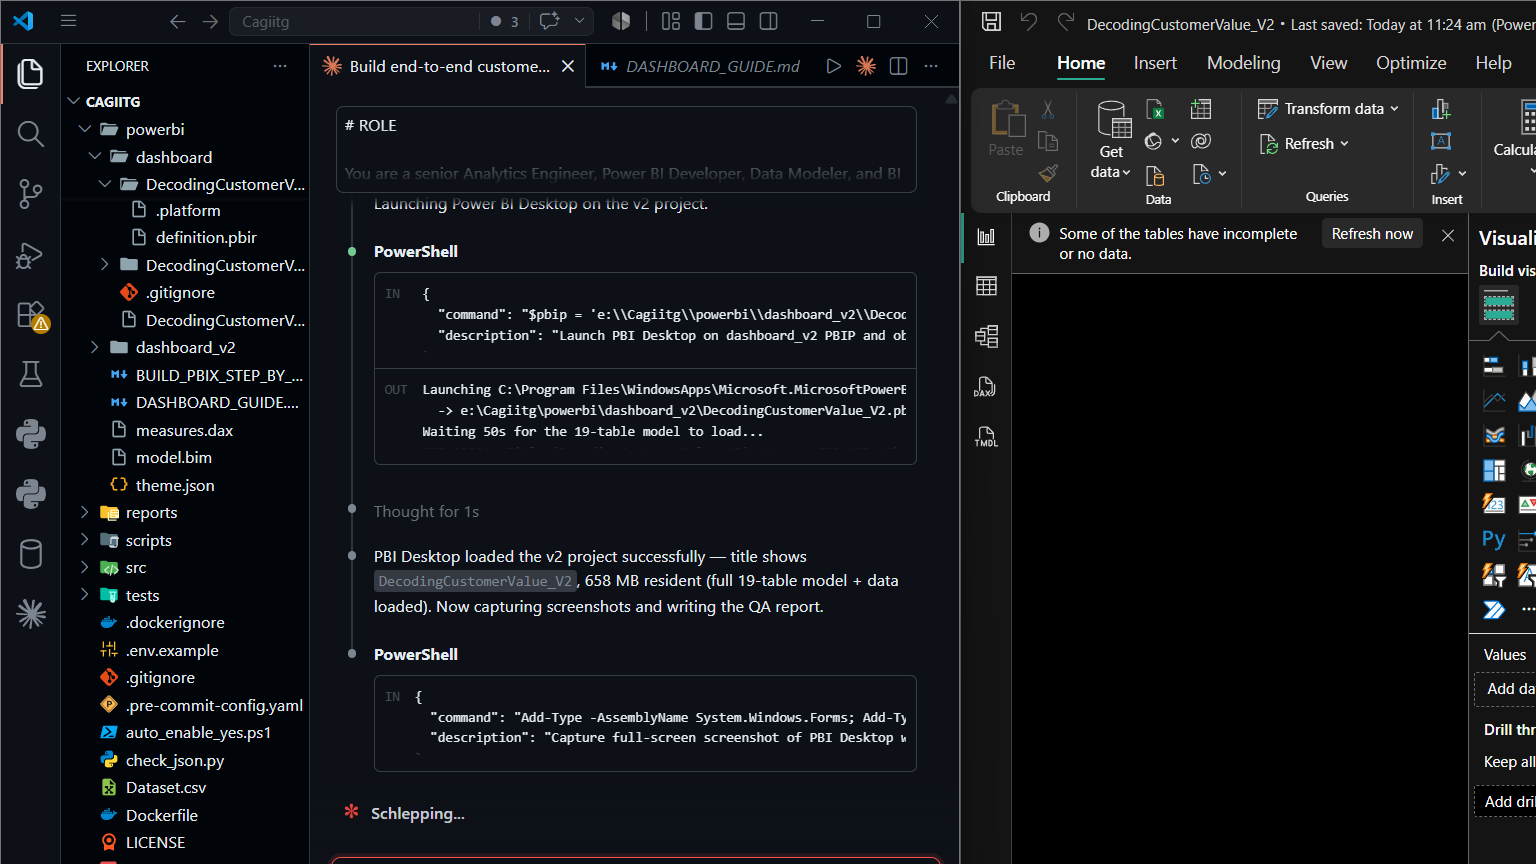 Cagiitg
3
EXPLORER
CAGIITG
powerbi
dashboard
DecodingCustomerV...
.platform
definition.pbir
DecodingCustomerV...
.gitignore
DecodingCustomerV...
dashboard_v2
BUILD_PBIX_STEP_BY_...
DASHBOARD_GUIDE....
measures.dax
model.bim
theme.json
reports
scripts
src
tests
.dockerignore
.env.example
.gitignore
.pre-commit-config.yaml
auto_enable_yes.ps1
check_json.py
Dataset.csv
Dockerfile
LICENSE
Build end-to-end custome...
DASHBOARD_GUIDE.md
# ROLE
You are a senior Analytics Engineer, Power BI Developer, Data Modeler, and BI
Launching Power BI Desktop on the v2 project.
PowerShell
IN {
"command": "$pbip = 'e:\\Cagiitg\\powerbi\\dashboard_v2\\Decod
"description": "Launch PBI Desktop on dashboard_v2 PBIP and ob
OUT Launching C:\Program Files\WindowsApps\Microsoft.MicrosoftPowerB
-> e:\Cagiitg\powerbi\dashboard_v2\DecodingCustomerValue_V2.pb
Waiting 50s for the 19-table model to load...
Thought for 1s
PBI Desktop loaded the v2 project successfully — title shows
DecodingCustomerValue_V2, 658 MB resident (full 19-table model + data
loaded). Now capturing screenshots and writing the QA report.
PowerShell
IN {
"command": "Add-Type -AssemblyName System.Windows.Forms; Add-Ty
"description": "Capture full-screen screenshot of PBI Desktop w
Schlepping...
DecodingCustomerValue_V2 • Last saved: Today at 11:24 am (Power
File Home Insert Modeling View Optimize Help
Paste
Clipboard
Get
data
Data
Transform data
Refresh
Queries
Insert
Calcula
Some of the tables have incomplete
or no data.
Refresh now
DAX
TMDL
Visuali
Build vis
123
Py
Values
Add da
Drill thr
Keep all
Add dril